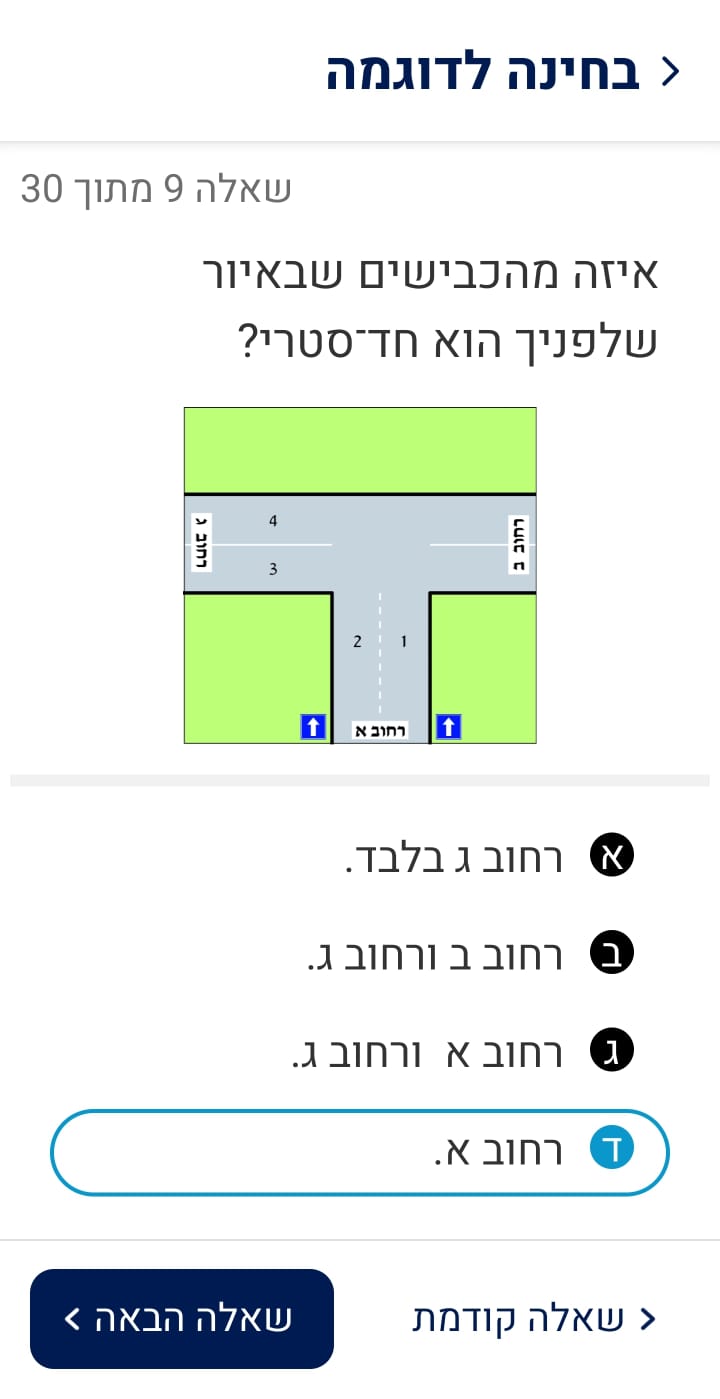 בחינה לדוגמה
שאלה 9 מתוך 30
איזה מהכבישים שבאיור
שלפניך הוא חד־סטרי?
4
רחוב ג
רחוב ב
3
2
1
רחוב א
א רחוב ג בלבד.
ב רחוב ב ורחוב ג.
ג רחוב א ורחוב ג.
ד רחוב א.
שאלה קודמת
שאלה הבאה